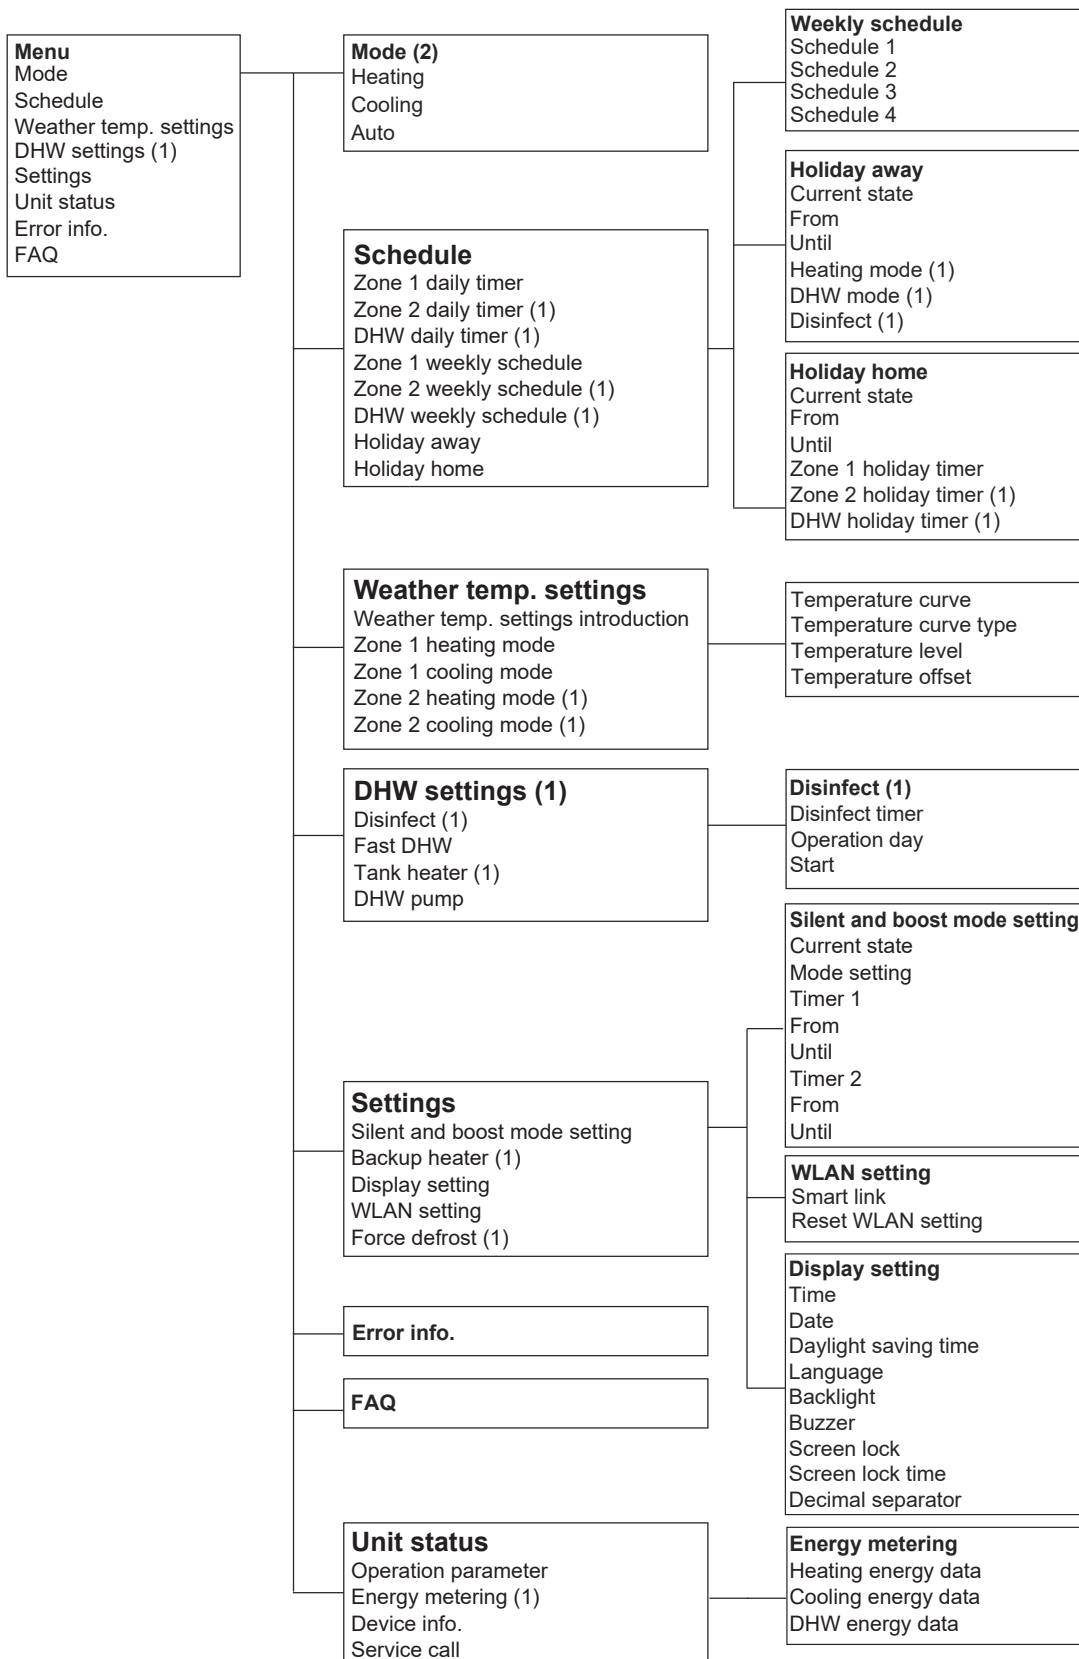 Menu
Mode
Schedule
Weather temp. settings
DHW settings (1)
Settings
Unit status
Error info.
FAQ
Mode (2)
Heating
Cooling
Auto
Schedule
Zone 1 daily timer
Zone 2 daily timer (1)
DHW daily timer (1)
Zone 1 weekly schedule
Zone 2 weekly schedule (1)
DHW weekly schedule (1)
Holiday away
Holiday home
Weekly schedule
Schedule 1
Schedule 2
Schedule 3
Schedule 4
Holiday away
Current state
From
Until
Heating mode (1)
DHW mode (1)
Disinfect (1)
Holiday home
Current state
From
Until
Zone 1 holiday timer
Zone 2 holiday timer (1)
DHW holiday timer (1)
Weather temp. settings
Weather temp. settings introduction
Zone 1 heating mode
Zone 1 cooling mode
Zone 2 heating mode (1)
Zone 2 cooling mode (1)
Temperature curve
Temperature curve type
Temperature level
Temperature offset
DHW settings (1)
Disinfect (1)
Fast DHW
Tank heater (1)
DHW pump
Disinfect (1)
Disinfect timer
Operation day
Start
Settings
Silent and boost mode setting
Backup heater (1)
Display setting
WLAN setting
Force defrost (1)
Silent and boost mode setting
Current state
Mode setting
Timer 1
From
Until
Timer 2
From
Until
WLAN setting
Smart link
Reset WLAN setting
Display setting
Time
Date
Daylight saving time
Language
Backlight
Buzzer
Screen lock
Screen lock time
Decimal separator
Error info.
FAQ
Unit status
Operation parameter
Energy metering (1)
Device info.
Service call
Energy metering
Heating energy data
Cooling energy data
DHW energy data